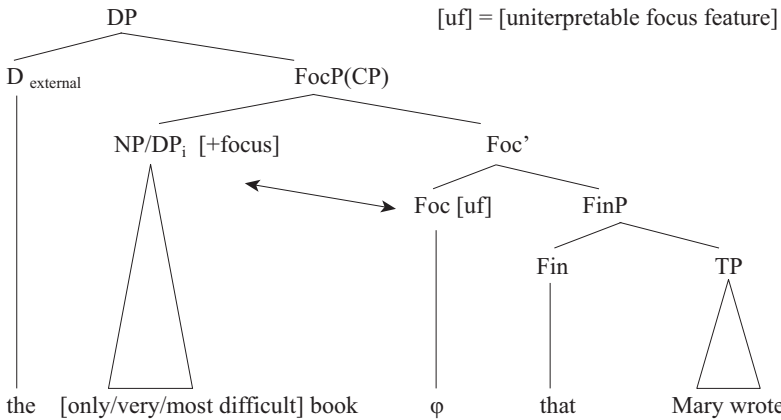 DP [uf] = [uniterpretable focus feature]
D external FocP(CP)
NP/DPi [+focus] Foc’
Foc [uf] FinP
Fin TP
the [only/very/most difficult] book φ that Mary wrote